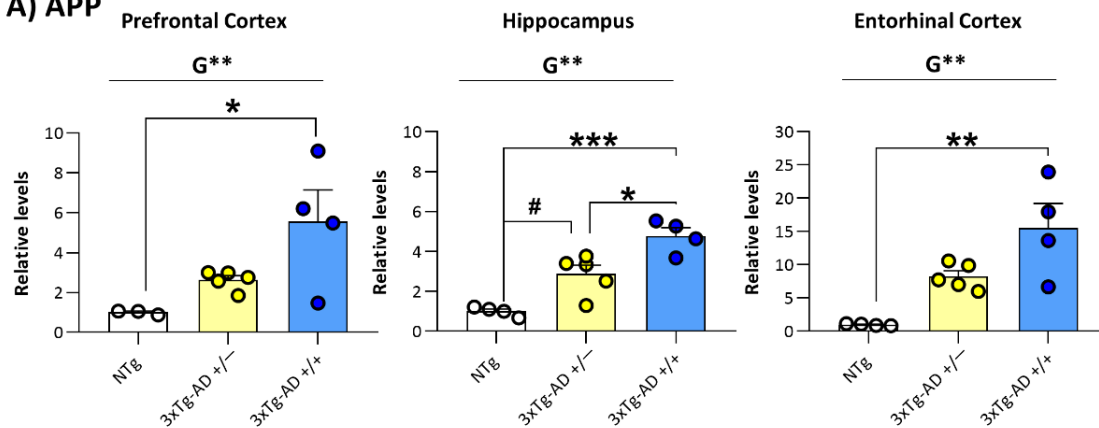 A) APP
Prefrontal Cortex
G**
*
Relative levels
10
8
6
4
2
0
NTg
3xTg-AD +/−
3xTg-AD +/+
Hippocampus
G**
***
#
*
Relative levels
10
8
6
4
2
0
NTg
3xTg-AD +/−
3xTg-AD +/+
Entorhinal Cortex
G**
**
Relative levels
30
25
20
15
10
5
0
NTg
3xTg-AD +/−
3xTg-AD +/+